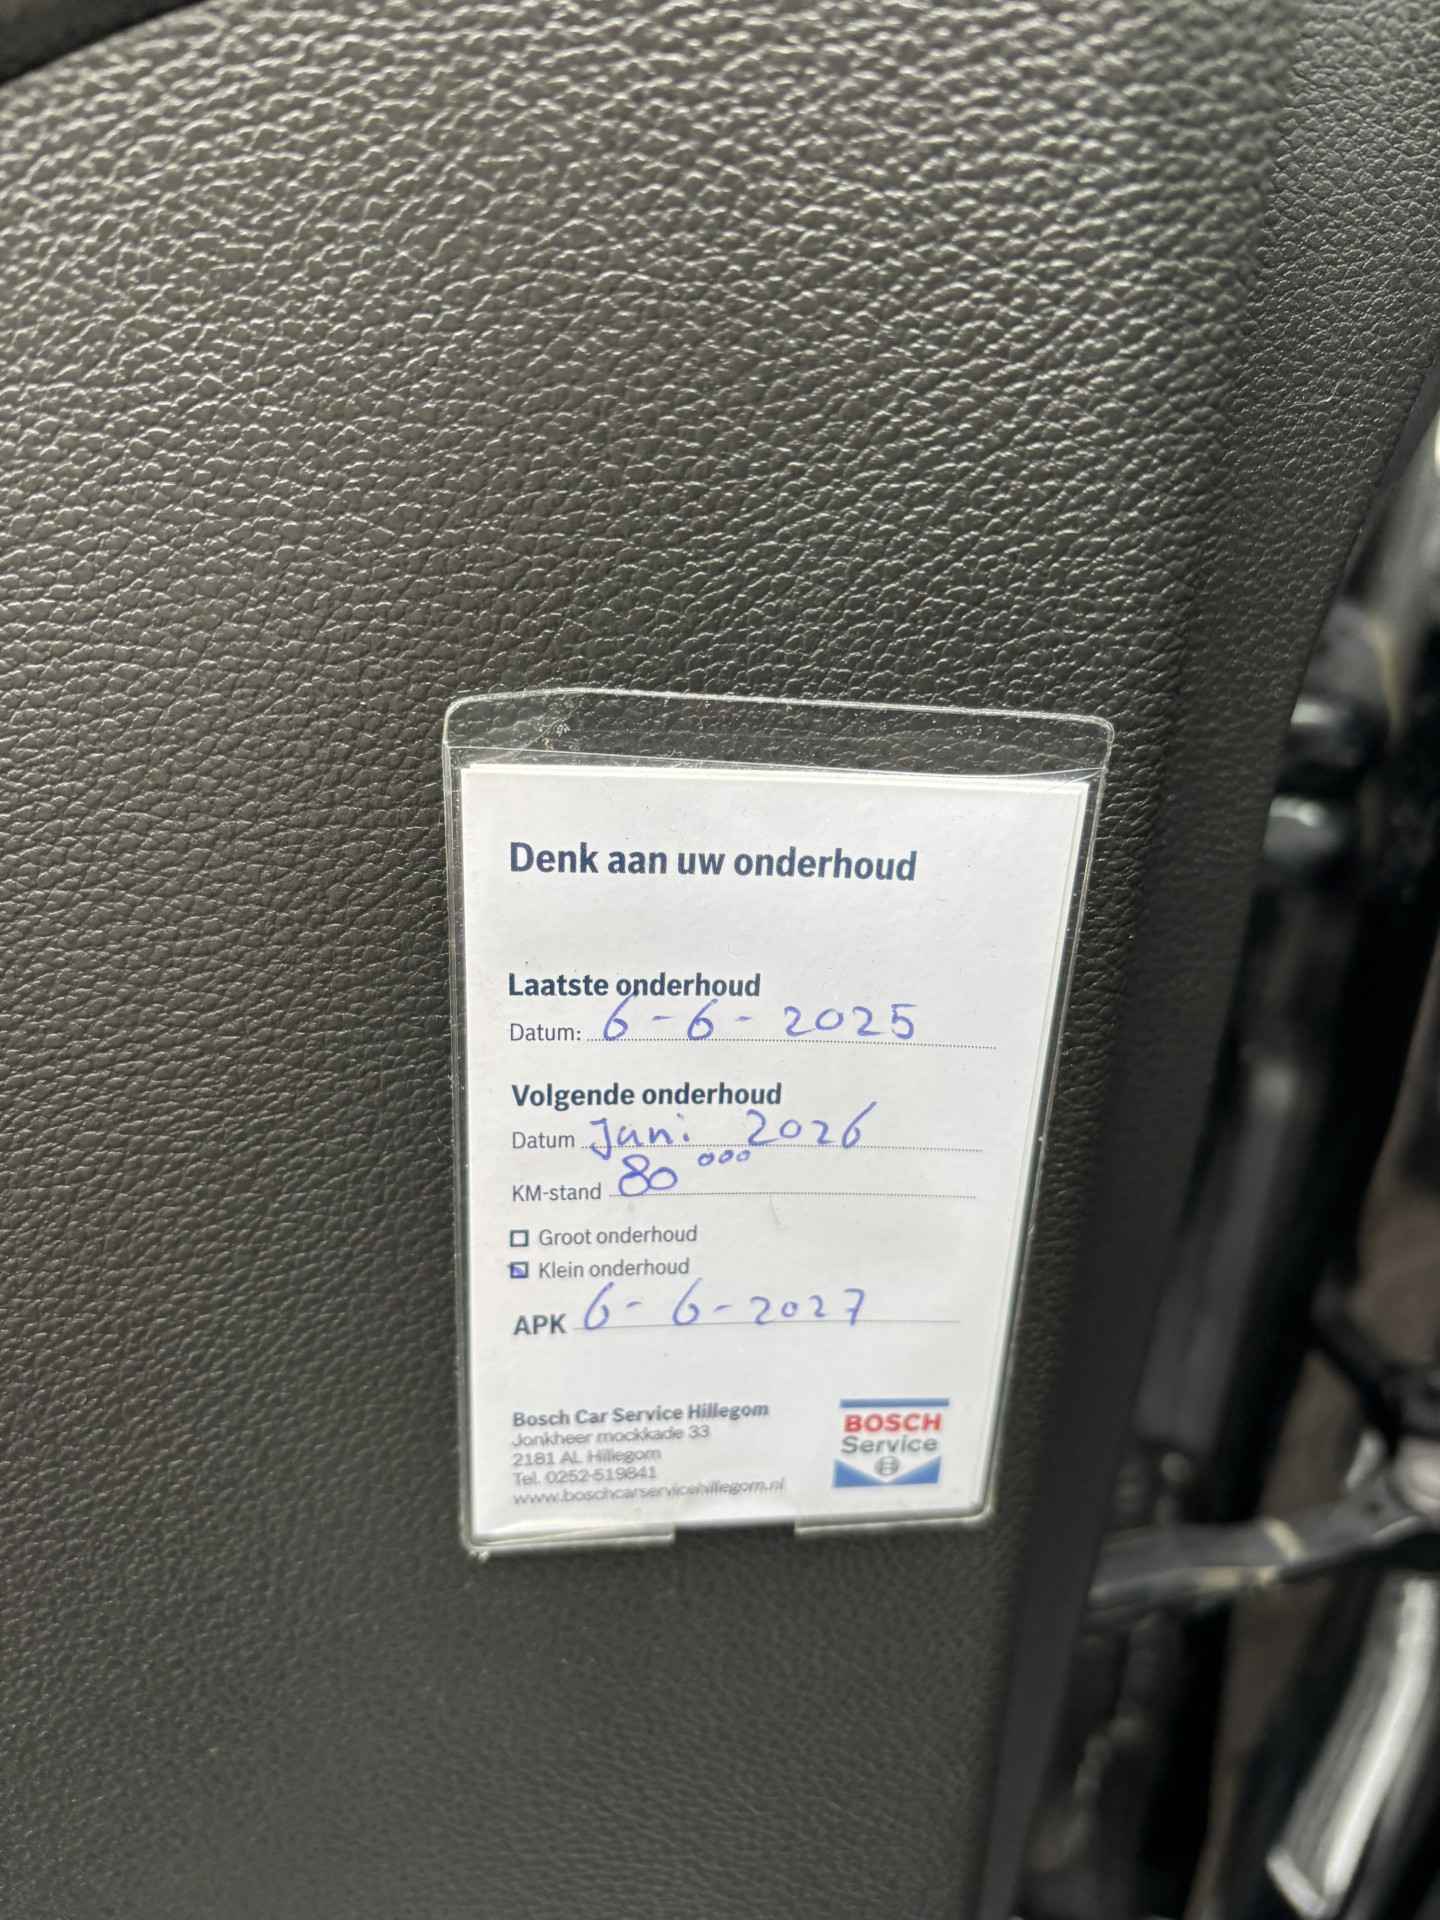 Denk aan uw onderhoud
Laatste onderhoud
Datum: 6-6-2025
Volgende onderhoud
Datum Juni 2026
KM-stand 80 000
Groot onderhoud
Klein onderhoud
APK 6-6-2027
Bosch Car Service Hillegom
Jonkheer mockkade 33
2181 AL Hillegom
Tel. 0252-519841
www.boschcarservicehillegom.nl
BOSCH
Service